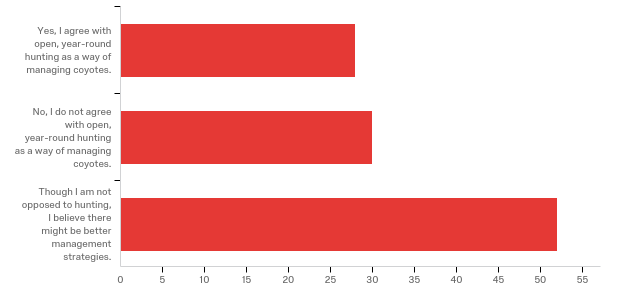 Yes, I agree with
open, year-round
hunting as a way of
managing coyotes.
No, I do not agree
with open,
year-round hunting
as a way of managing
coyotes.
Though I am not
opposed to hunting,
I believe there
might be better
management
strategies.
0 5 10 15 20 25 30 35 40 45 50 55